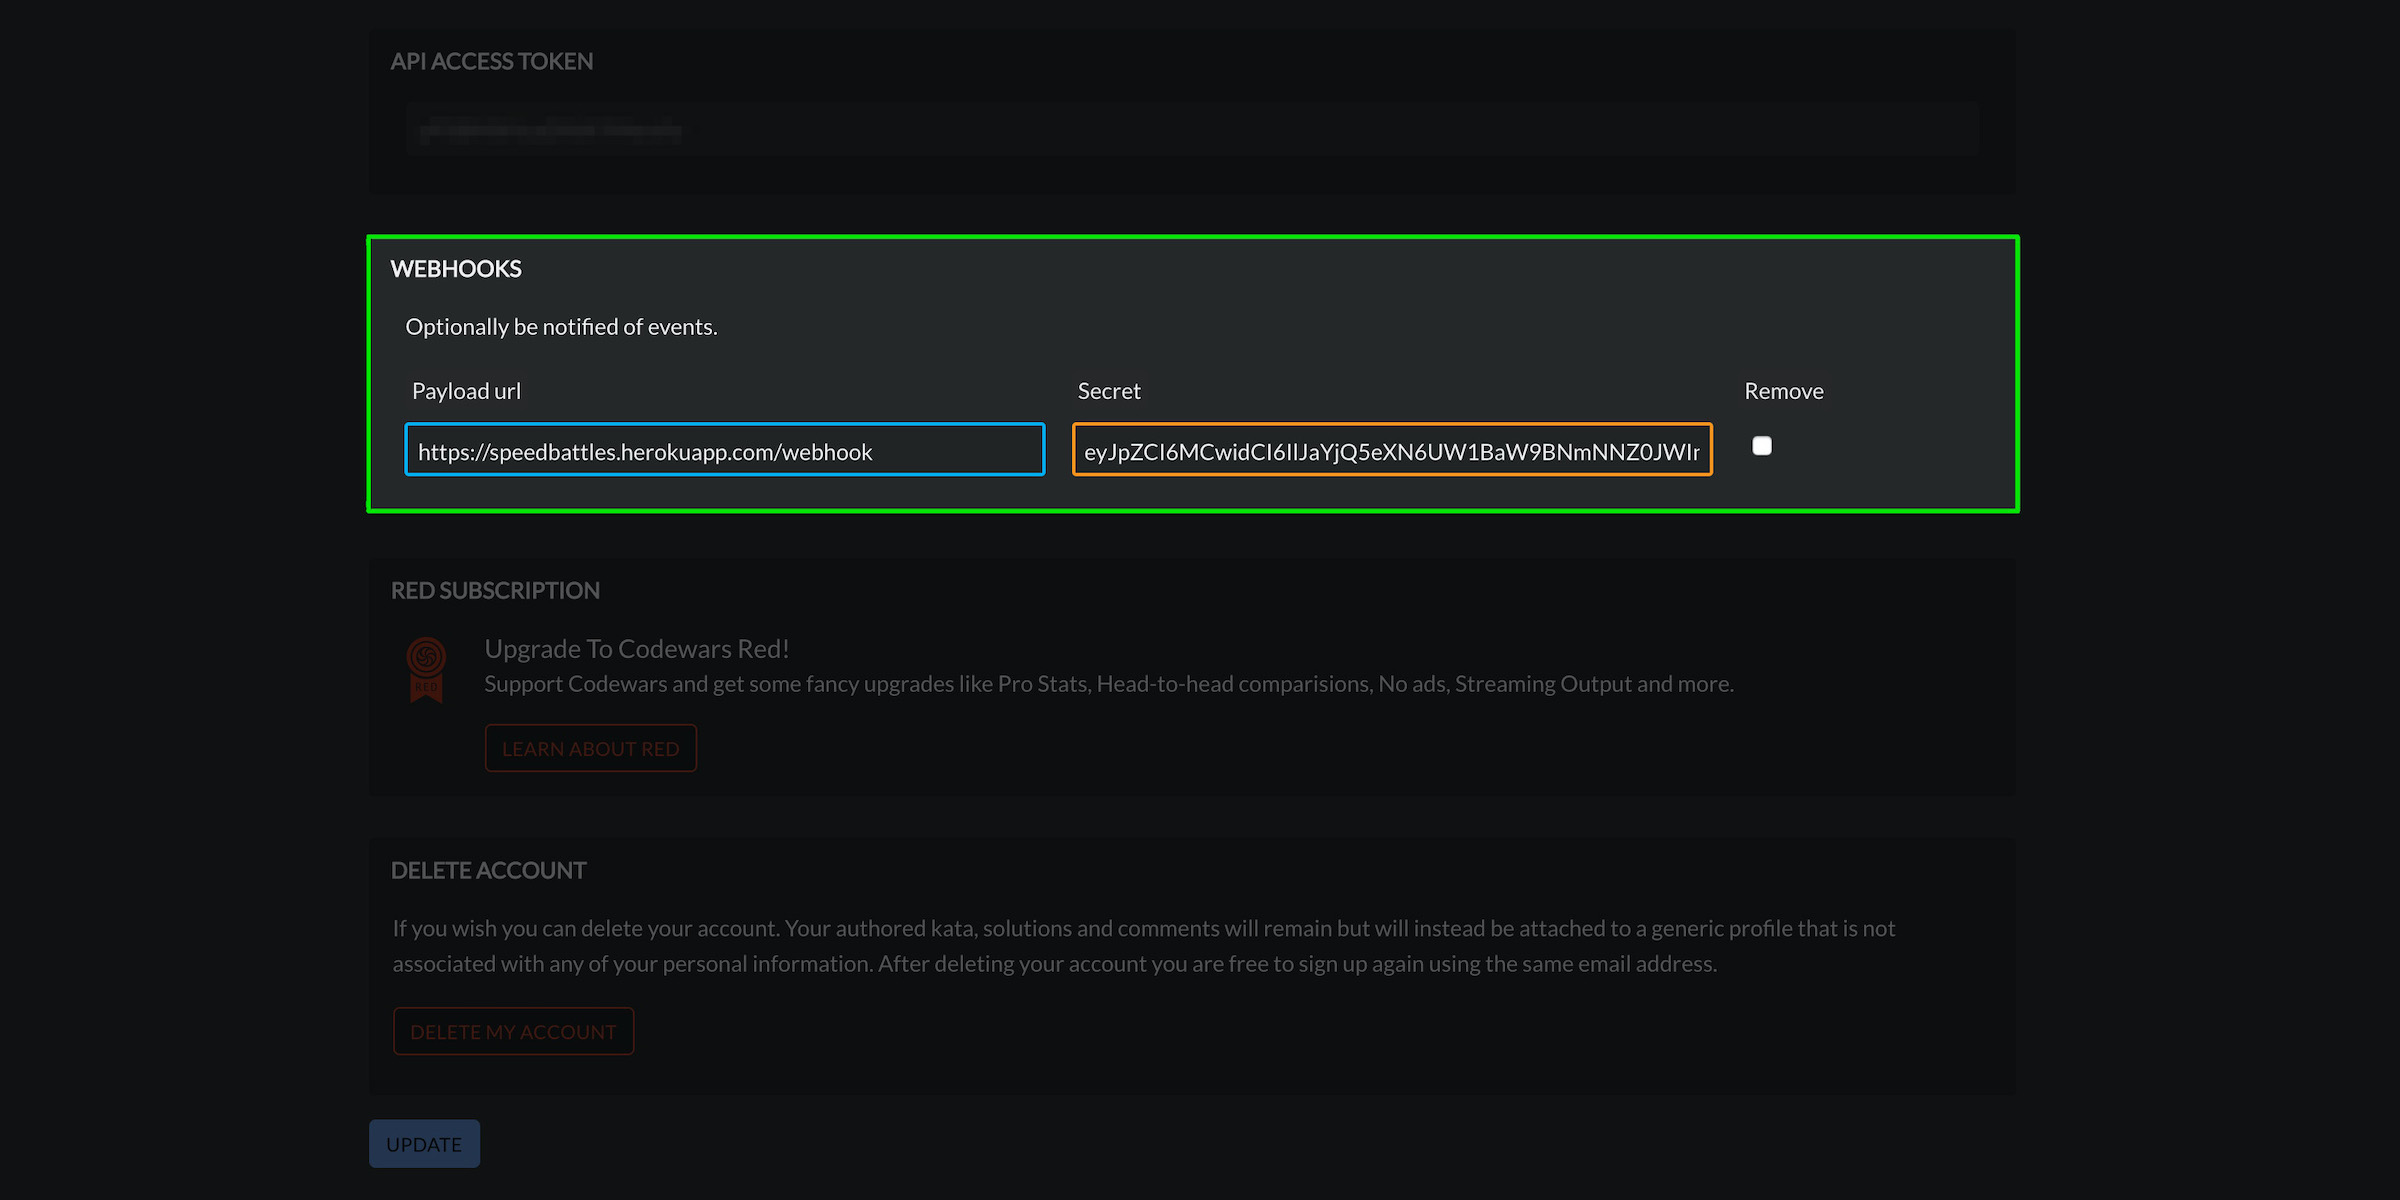 API ACCESS TOKEN
WEBHOOKS
Optionally be notified of events.
Payload url Secret Remove
https://speedbattles.herokuapp.com/webhook eyJpZCI6MCwidCI6IlJaYjQ5eXN6UW1BaW9BNmNNZ0JWIr
RED SUBSCRIPTION
Upgrade To Codewars Red!
RED
Support Codewars and get some fancy upgrades like Pro Stats, Head-to-head comparisions, No ads, Streaming Output and more.
LEARN ABOUT RED
DELETE ACCOUNT
If you wish you can delete your account. Your authored kata, solutions and comments will remain but will instead be attached to a generic profile that is not
associated with any of your personal information. After deleting your account you are free to sign up again using the same email address.
DELETE MY ACCOUNT
UPDATE